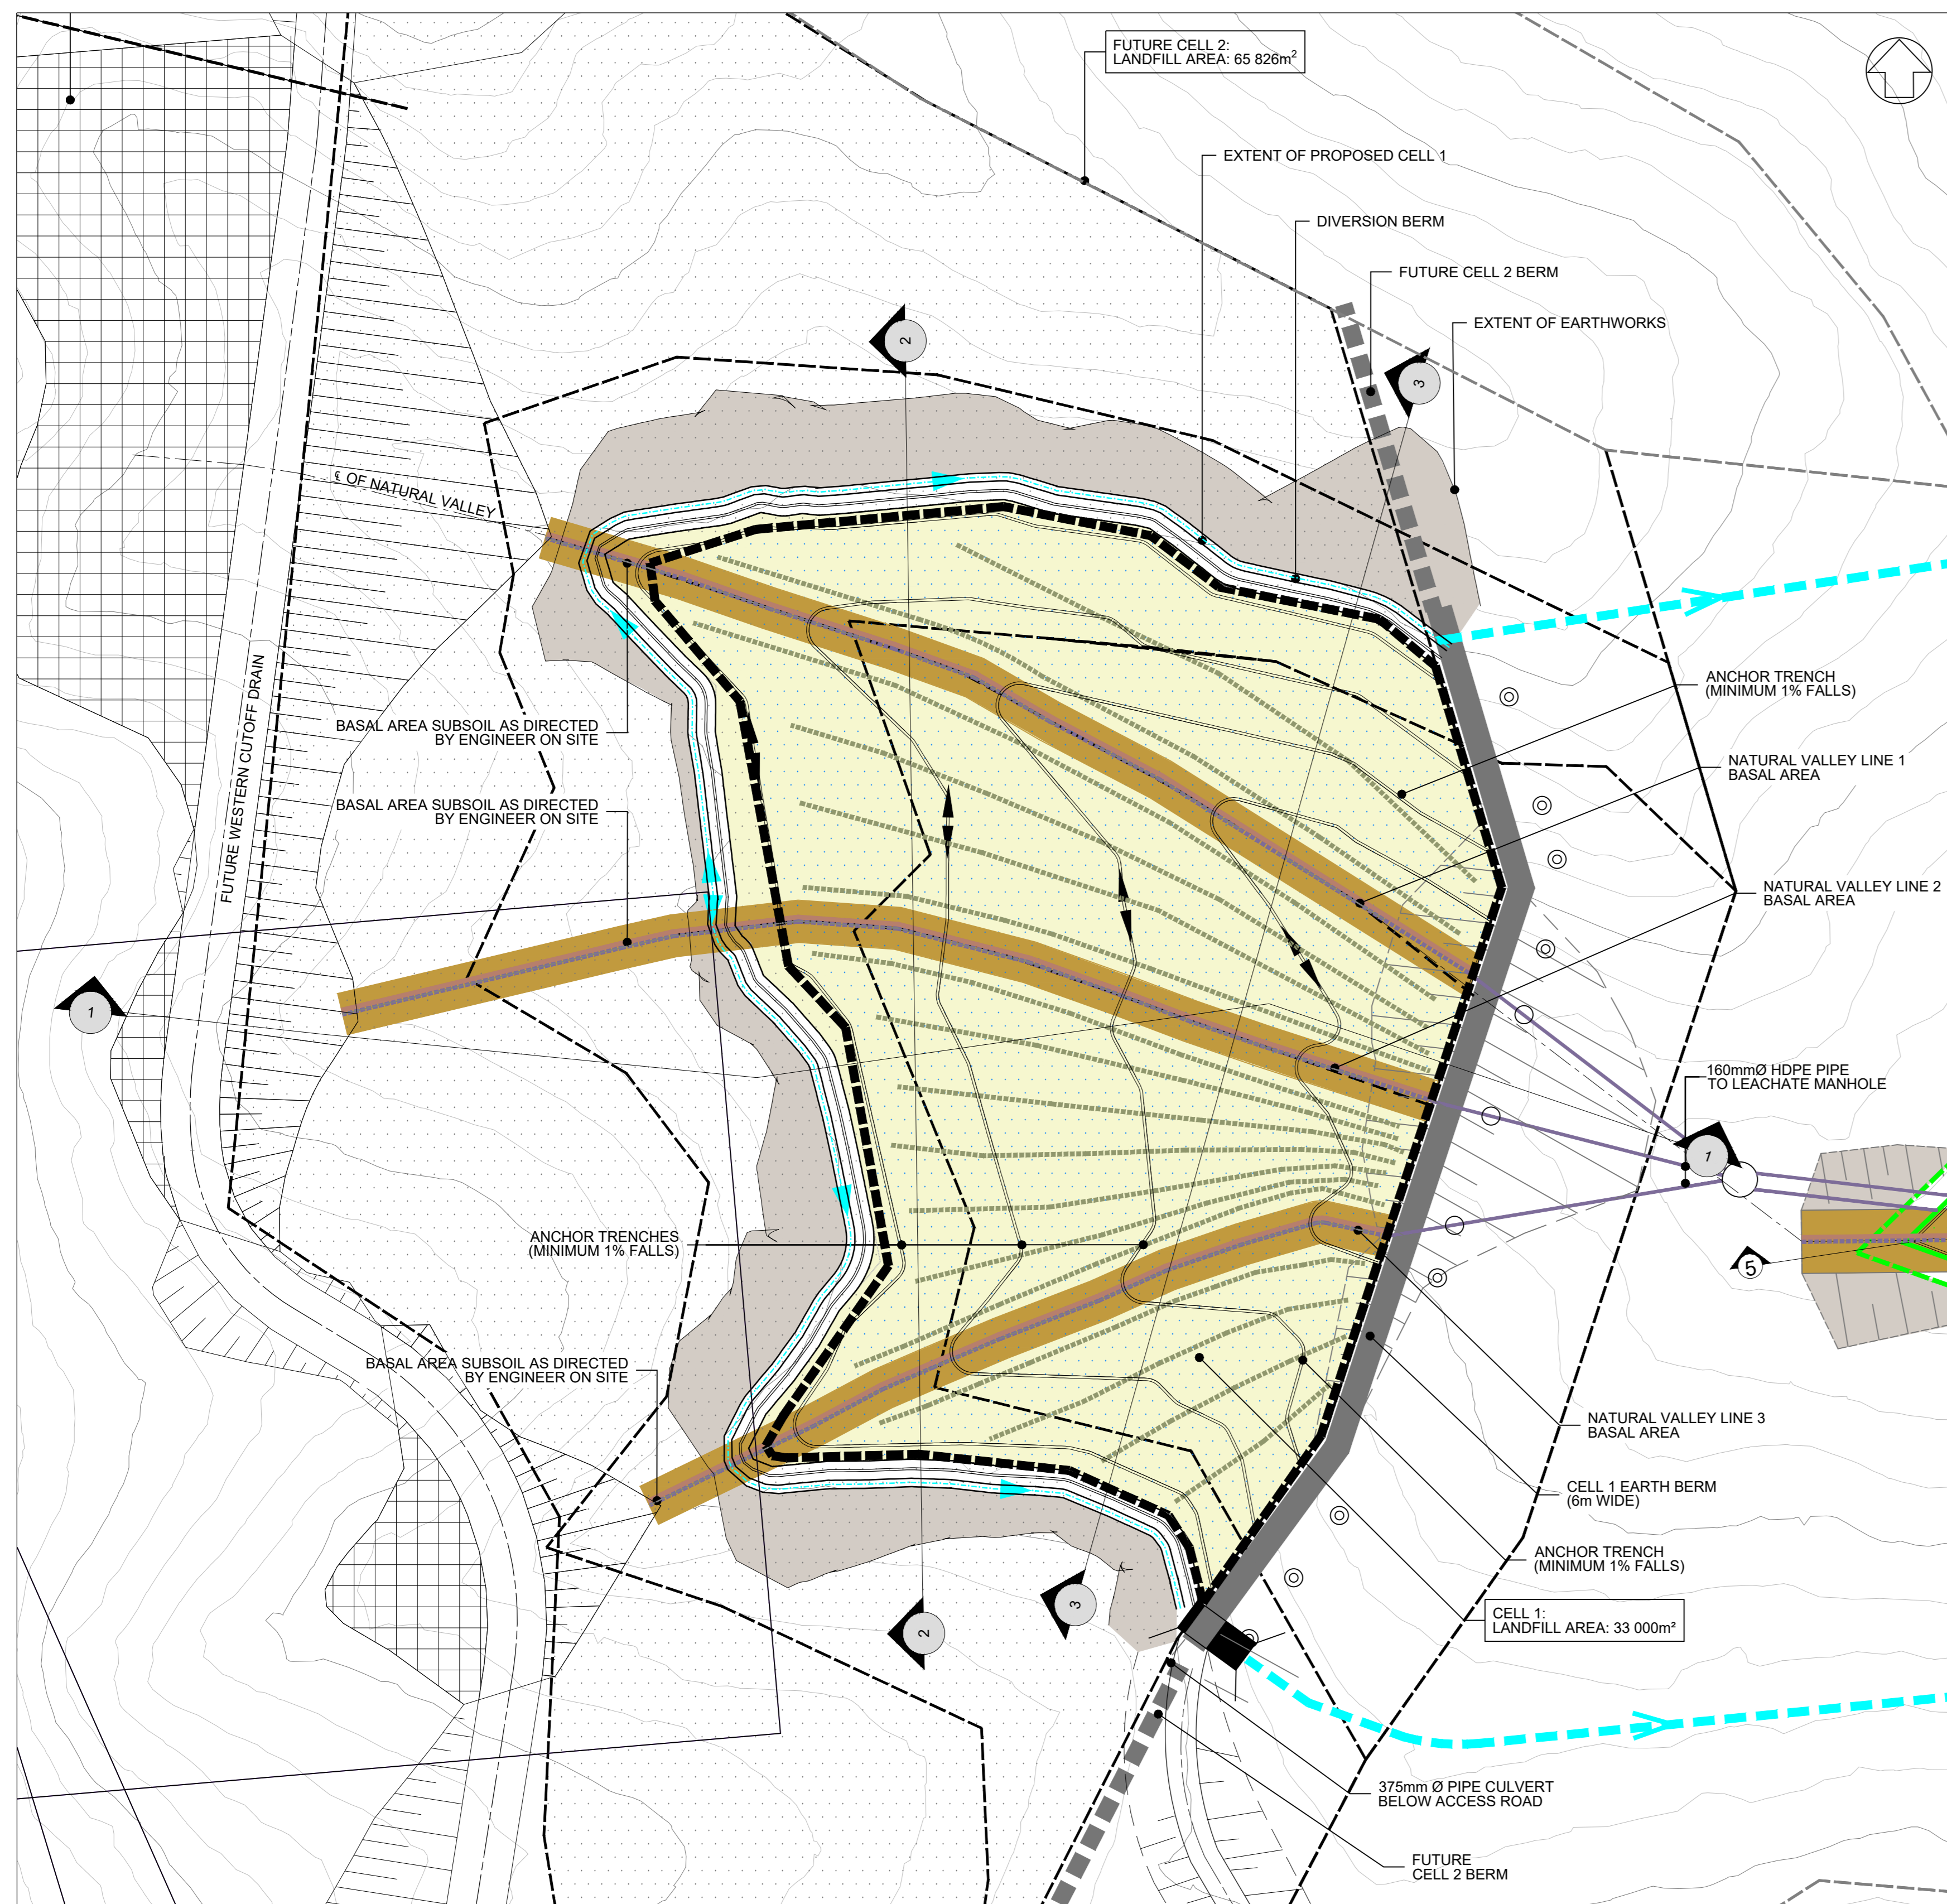 FUTURE CELL 2:
LANDFILL AREA: 65 826m²
EXTENT OF PROPOSED CELL 1
DIVERSION BERM
FUTURE CELL 2 BERM
EXTENT OF EARTHWORKS
2
3
℄ OF NATURAL VALLEY
FUTURE WESTERN CUTOFF DRAIN
BASAL AREA SUBSOIL AS DIRECTED
BY ENGINEER ON SITE
ANCHOR TRENCH
(MINIMUM 1% FALLS)
NATURAL VALLEY LINE 1
BASAL AREA
BASAL AREA SUBSOIL AS DIRECTED
BY ENGINEER ON SITE
NATURAL VALLEY LINE 2
BASAL AREA
1
160mmØ HDPE PIPE
TO LEACHATE MANHOLE
1
ANCHOR TRENCHES
(MINIMUM 1% FALLS)
5
BASAL AREA SUBSOIL AS DIRECTED
BY ENGINEER ON SITE
NATURAL VALLEY LINE 3
BASAL AREA
CELL 1 EARTH BERM
(6m WIDE)
ANCHOR TRENCH
(MINIMUM 1% FALLS)
3
2
CELL 1:
LANDFILL AREA: 33 000m²
375mm Ø PIPE CULVERT
BELOW ACCESS ROAD
FUTURE
CELL 2 BERM